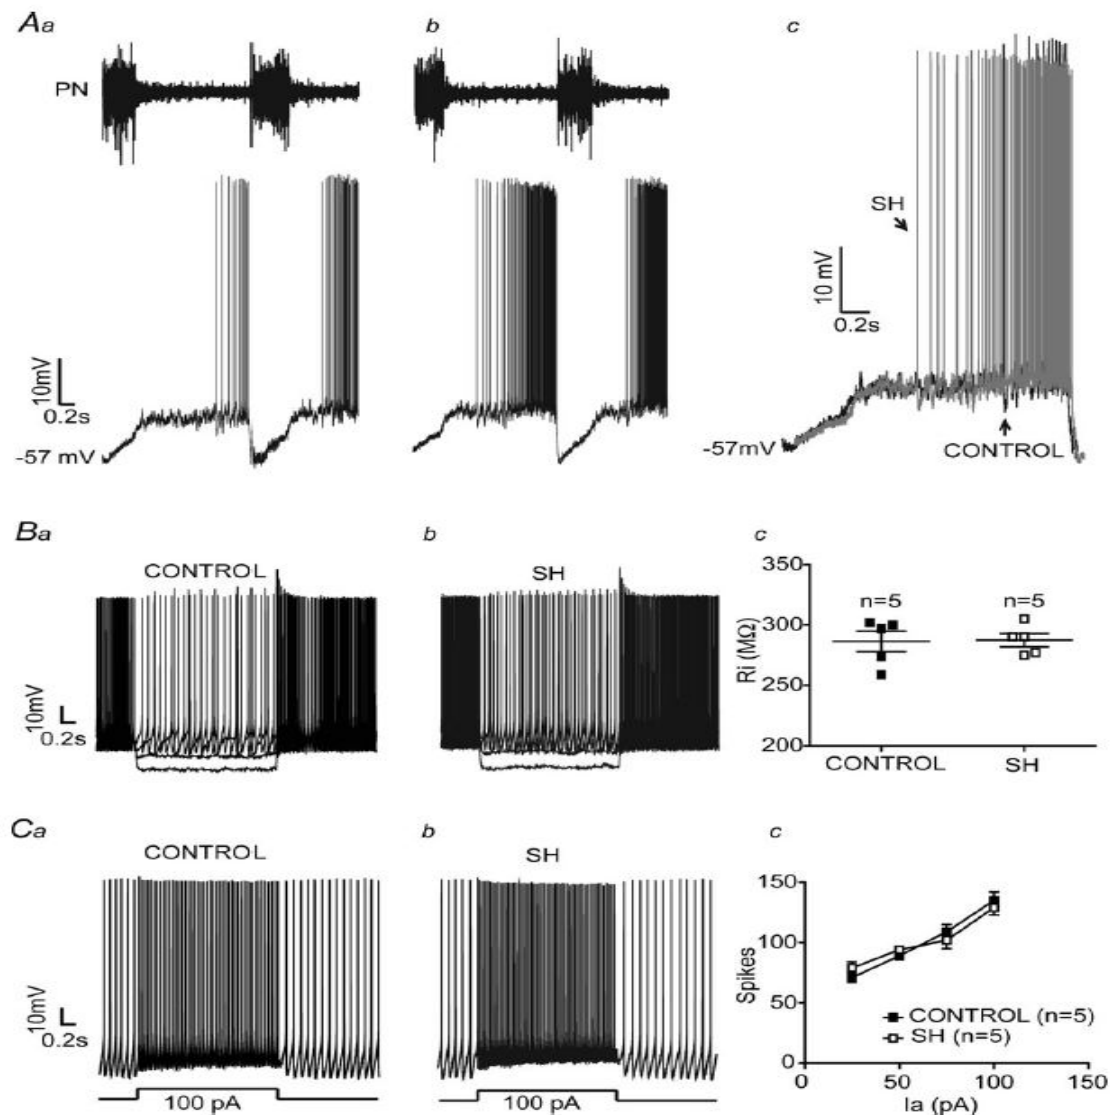 Aa
b
c
PN
SH
10 mV
0.2s
10mV
0.2s
-57 mV
-57mV
CONTROL
Ba
b
c
CONTROL
SH
350
n=5
n=5
300
Ri (MΩ)
250
10mV
0.2s
200
CONTROL
SH
Ca
b
c
CONTROL
SH
150
100
Spikes
50
CONTROL (n=5)
SH (n=5)
10mV
0.2s
0
0
50
100
150
100 pA
100 pA
Ia (pA)